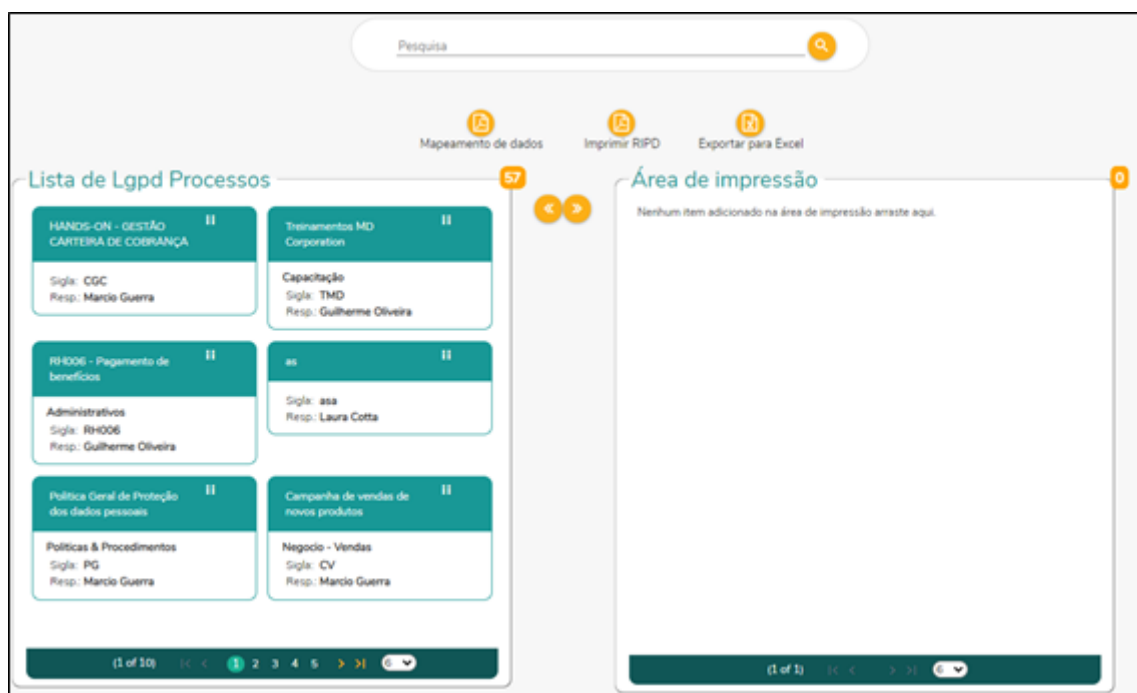 Pesquisa
Mapeamento de dados
Imprimir RIPD
Exportar para Excel
Lista de Lgpd Processos
57
HANDS-ON - GESTÃO
CARTEIRA DE COBRANÇA
Sigla: CGC
Resp.: Marcio Guerra
Treinamentos MD
Corporation
Capacitação
Sigla: TMD
Resp.: Guilherme Oliveira
RH006 - Pagamento de
benefícios
Administrativos
Sigla: RH006
Resp.: Guilherme Oliveira
as
Sigla: asa
Resp.: Laura Cotta
Política Geral de Proteção
dos dados pessoais
Políticas & Procedimentos
Sigla: PG
Resp.: Marcio Guerra
Campanha de vendas de
novos produtos
Negocio - Vendas
Sigla: CV
Resp.: Marcio Guerra
(1 of 10) 1 2 3 4 5 6
Área de impressão
0
Nenhum item adicionado na área de impressão arraste aqui.
(1 of 1) 6